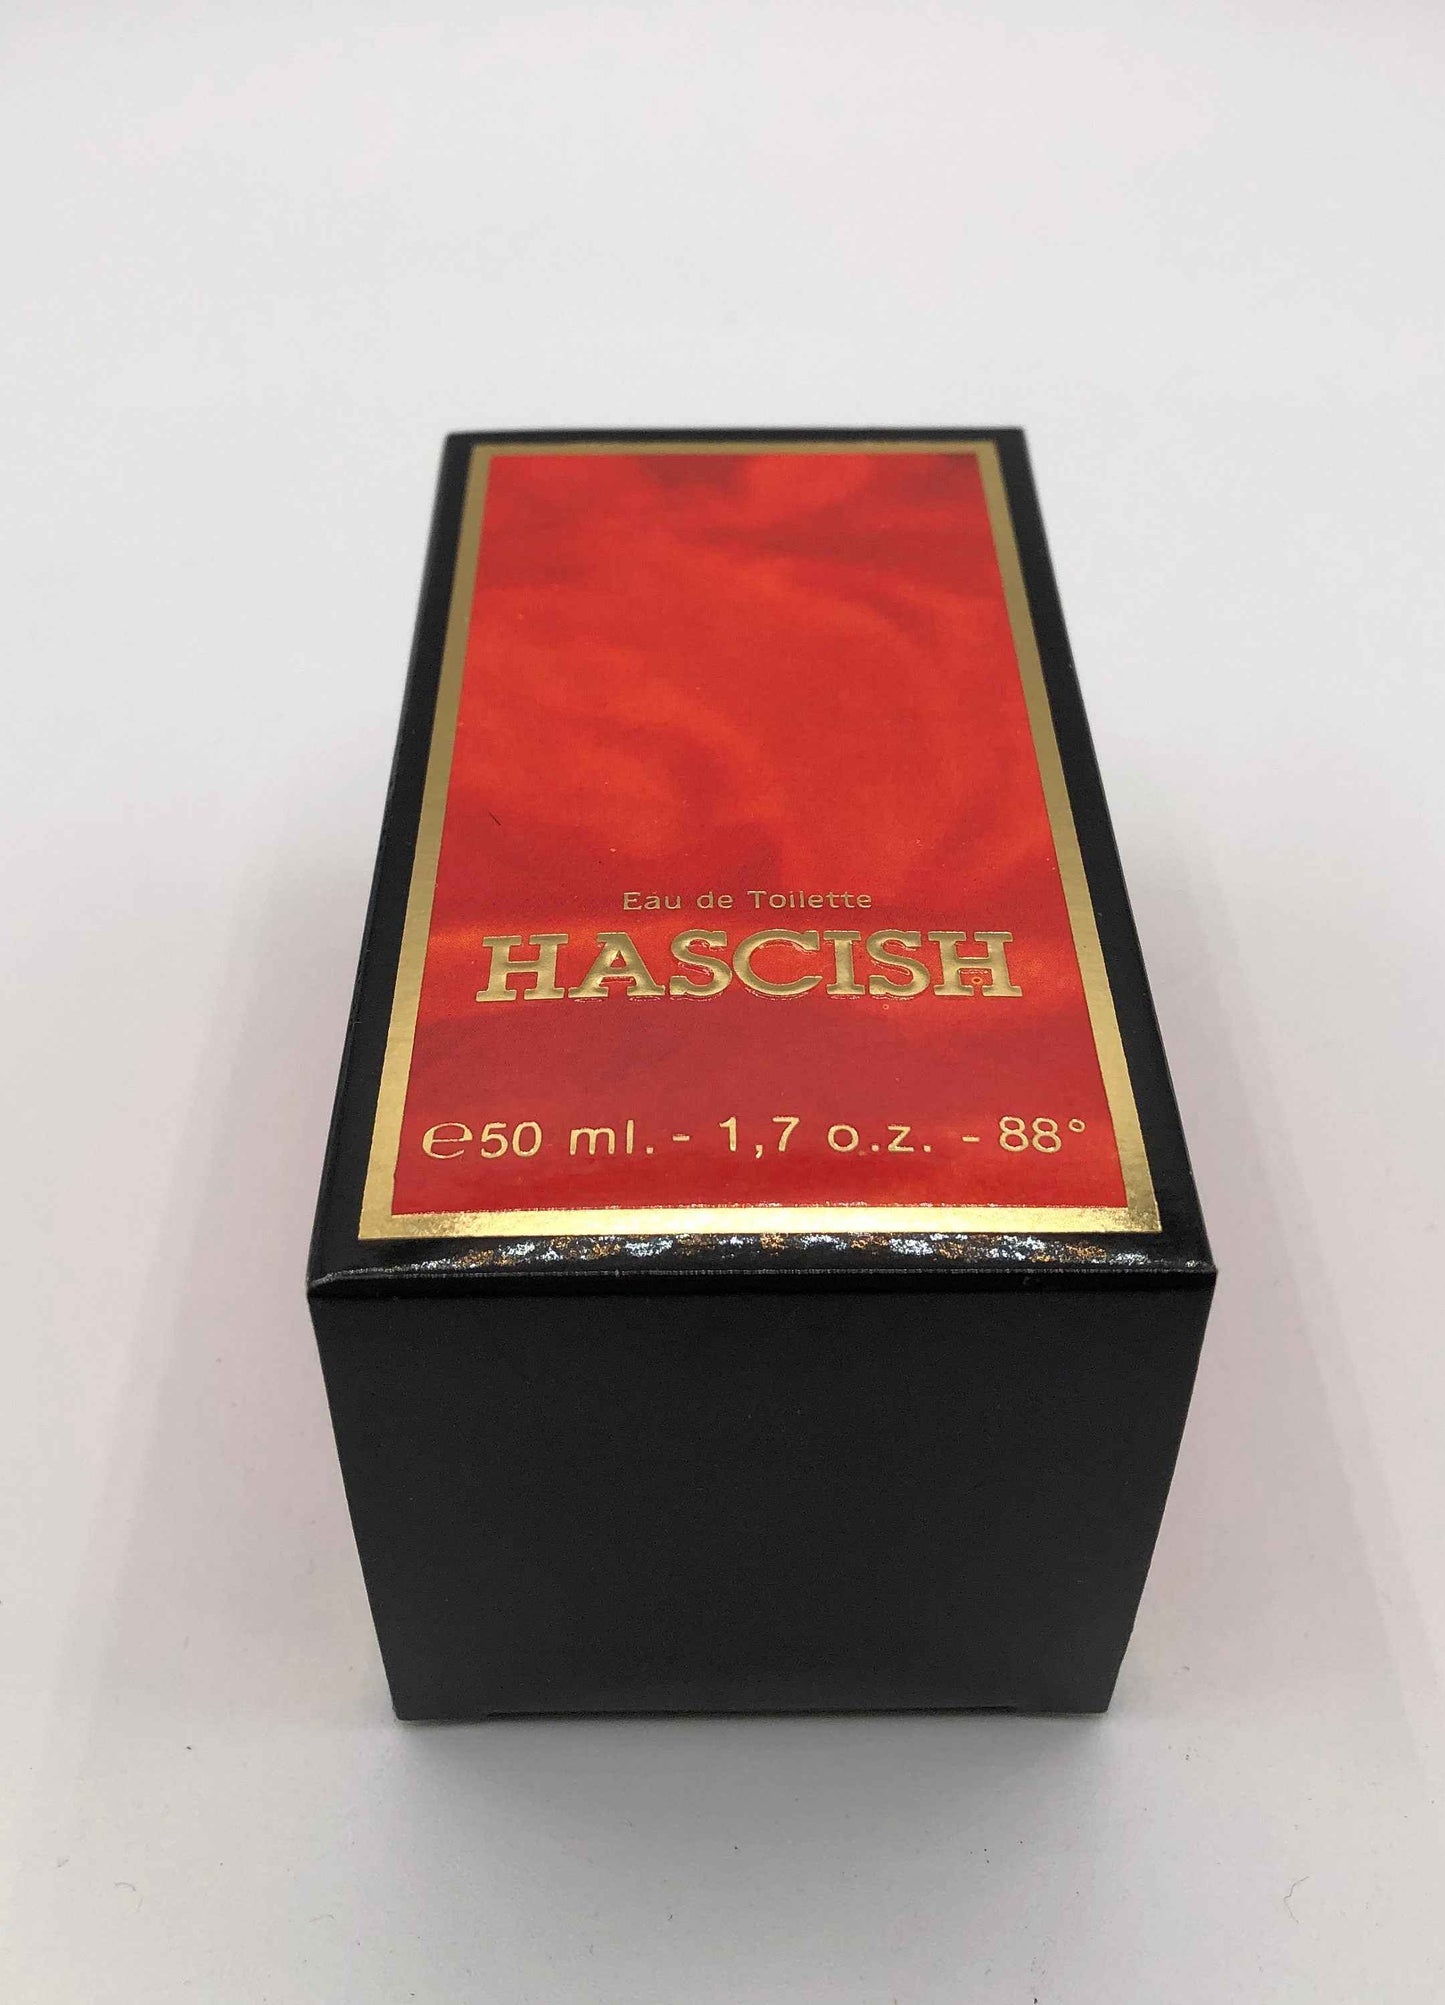 Eau de Toilette
HASCISH
℮50 ml. - 1,7 o.z. - 88°